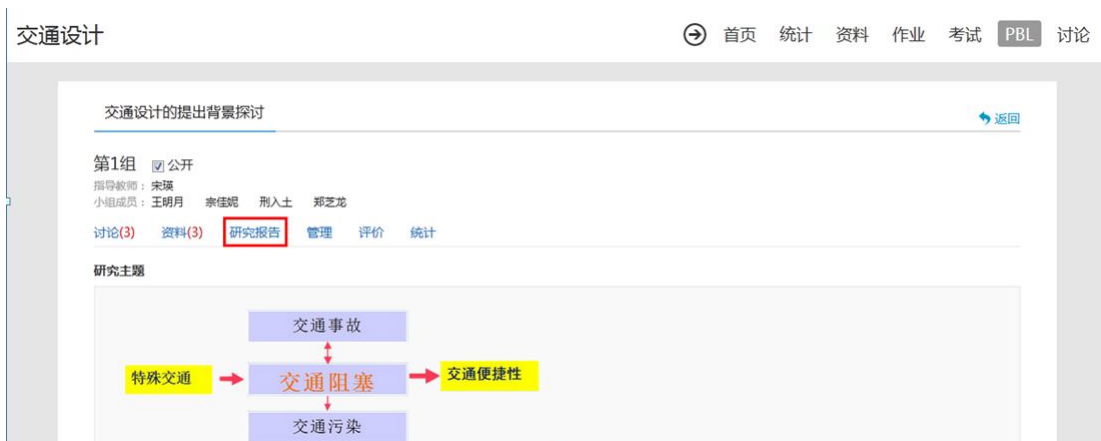 交通设计 首页 统计 资料 作业 考试 PBL 讨论
交通设计的提出背景探讨 返回
第1组 公开
指导教师：宋瑛
小组成员：王明月 宗佳妮 刑入土 郑芝龙
讨论(3) 资料(3) 研究报告 管理 评价 统计
研究主题
交通事故
特殊交通 交通阻塞 交通便捷性
交通污染